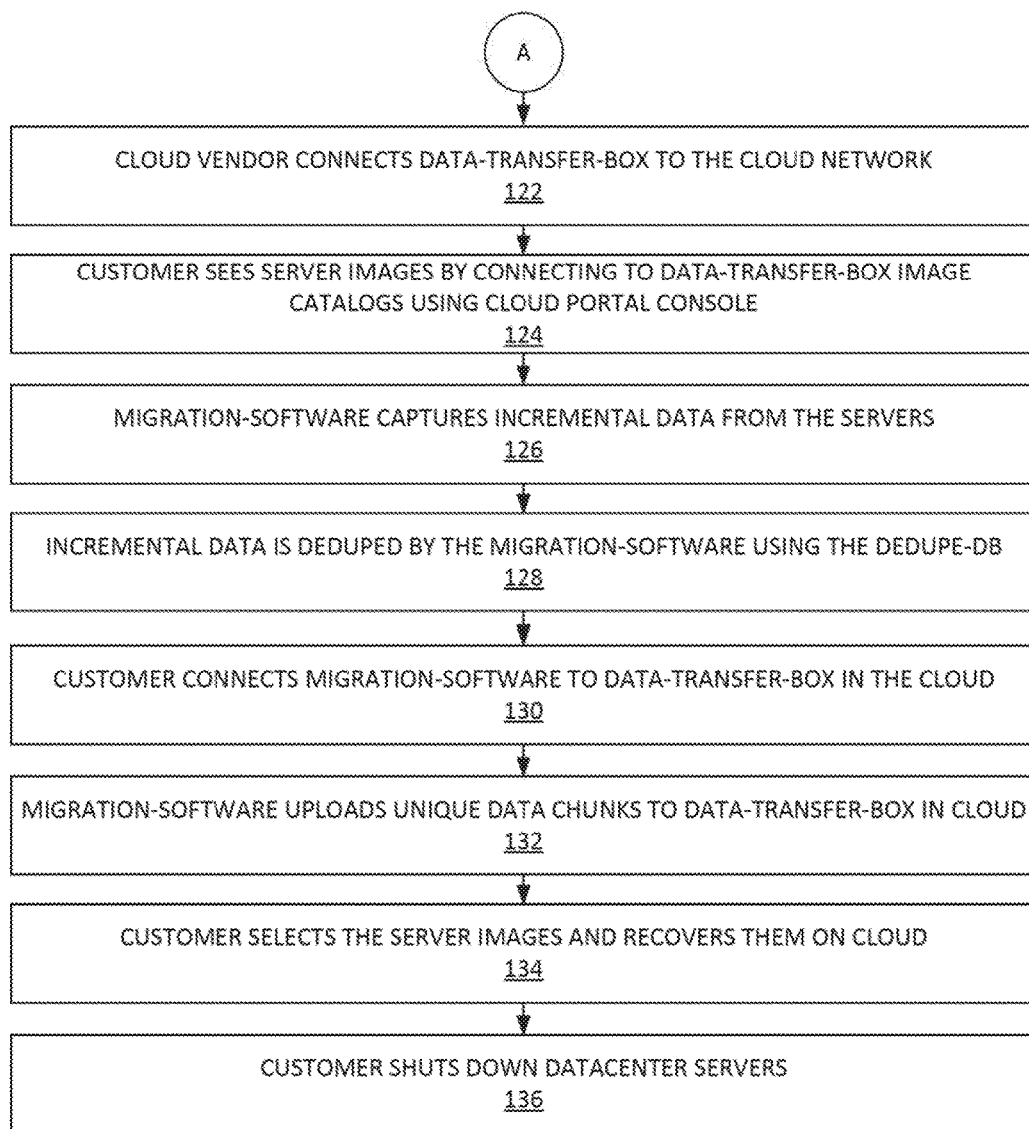 A
CLOUD VENDOR CONNECTS DATA-TRANSFER-BOX TO THE CLOUD NETWORK
122
CUSTOMER SEES SERVER IMAGES BY CONNECTING TO DATA-TRANSFER-BOX IMAGE
CATALOGS USING CLOUD PORTAL CONSOLE
124
MIGRATION-SOFTWARE CAPTURES INCREMENTAL DATA FROM THE SERVERS
126
INCREMENTAL DATA IS DEDUPED BY THE MIGRATION-SOFTWARE USING THE DEDUPE-DB
128
CUSTOMER CONNECTS MIGRATION-SOFTWARE TO DATA-TRANSFER-BOX IN THE CLOUD
130
MIGRATION-SOFTWARE UPLOADS UNIQUE DATA CHUNKS TO DATA-TRANSFER-BOX IN CLOUD
132
CUSTOMER SELECTS THE SERVER IMAGES AND RECOVERS THEM ON CLOUD
134
CUSTOMER SHUTS DOWN DATACENTER SERVERS
136